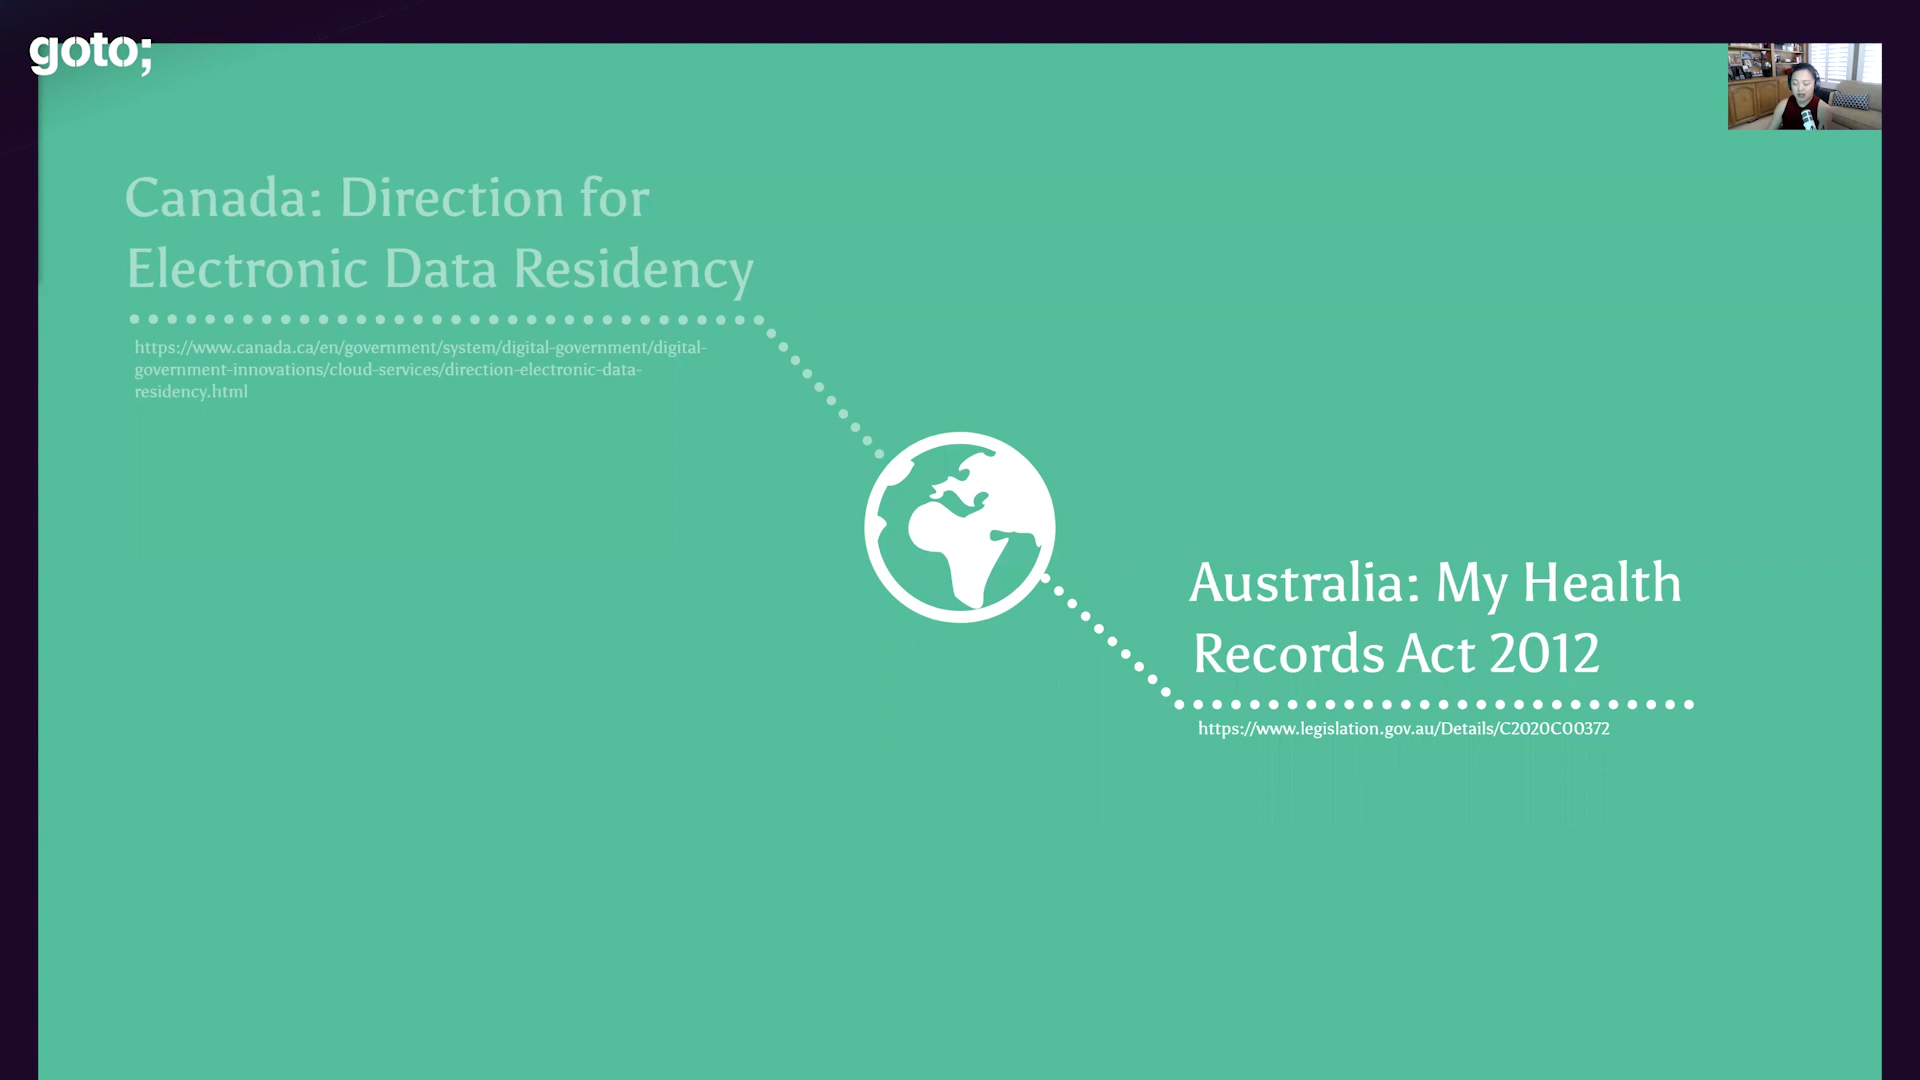 goto;
Canada: Direction for
Electronic Data Residency
https://www.canada.ca/en/government/system/digital-government/digital-
government-innovations/cloud-services/direction-electronic-data-
residency.html
Australia: My Health
Records Act 2012
https://www.legislation.gov.au/Details/C2020C00372